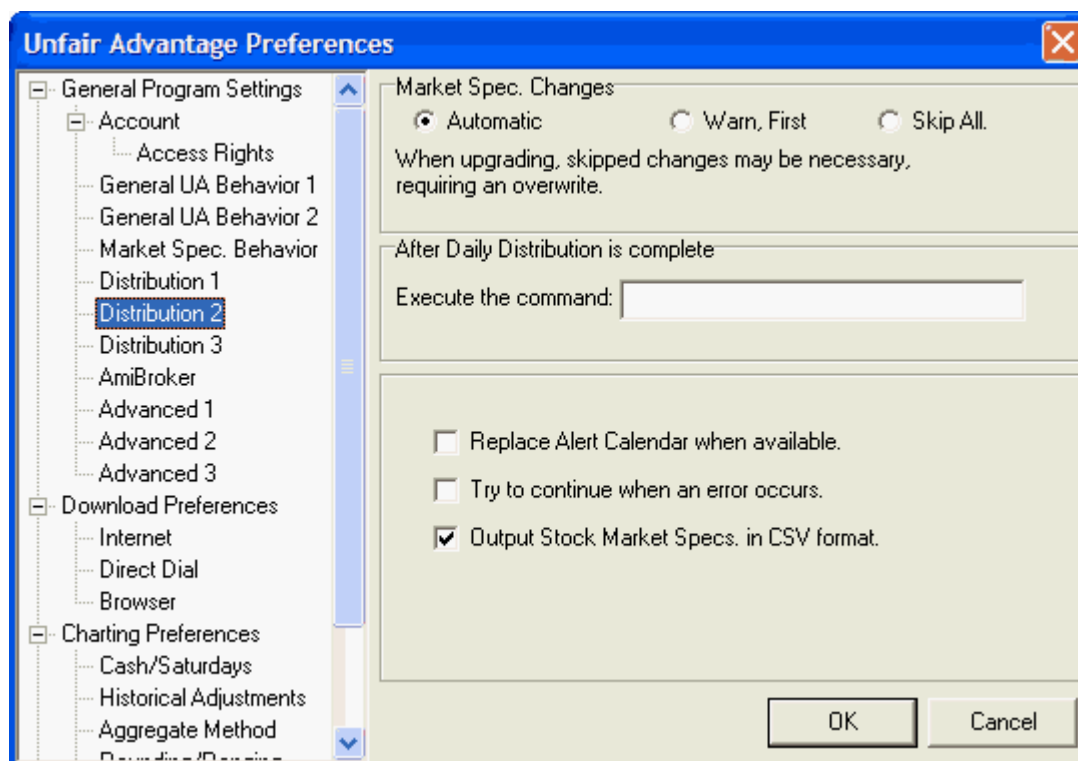 Unfair Advantage Preferences
General Program Settings
Account
Access Rights
General UA Behavior 1
General UA Behavior 2
Market Spec. Behavior
Distribution 1
Distribution 2
Distribution 3
AmiBroker
Advanced 1
Advanced 2
Advanced 3
Download Preferences
Internet
Direct Dial
Browser
Charting Preferences
Cash/Saturdays
Historical Adjustments
Aggregate Method
Market Spec. Changes
Automatic
Warn, First
Skip All.
When upgrading, skipped changes may be necessary,
requiring an overwrite.
After Daily Distribution is complete
Execute the command:
Replace Alert Calendar when available.
Try to continue when an error occurs.
Output Stock Market Specs. in CSV format.
OK
Cancel